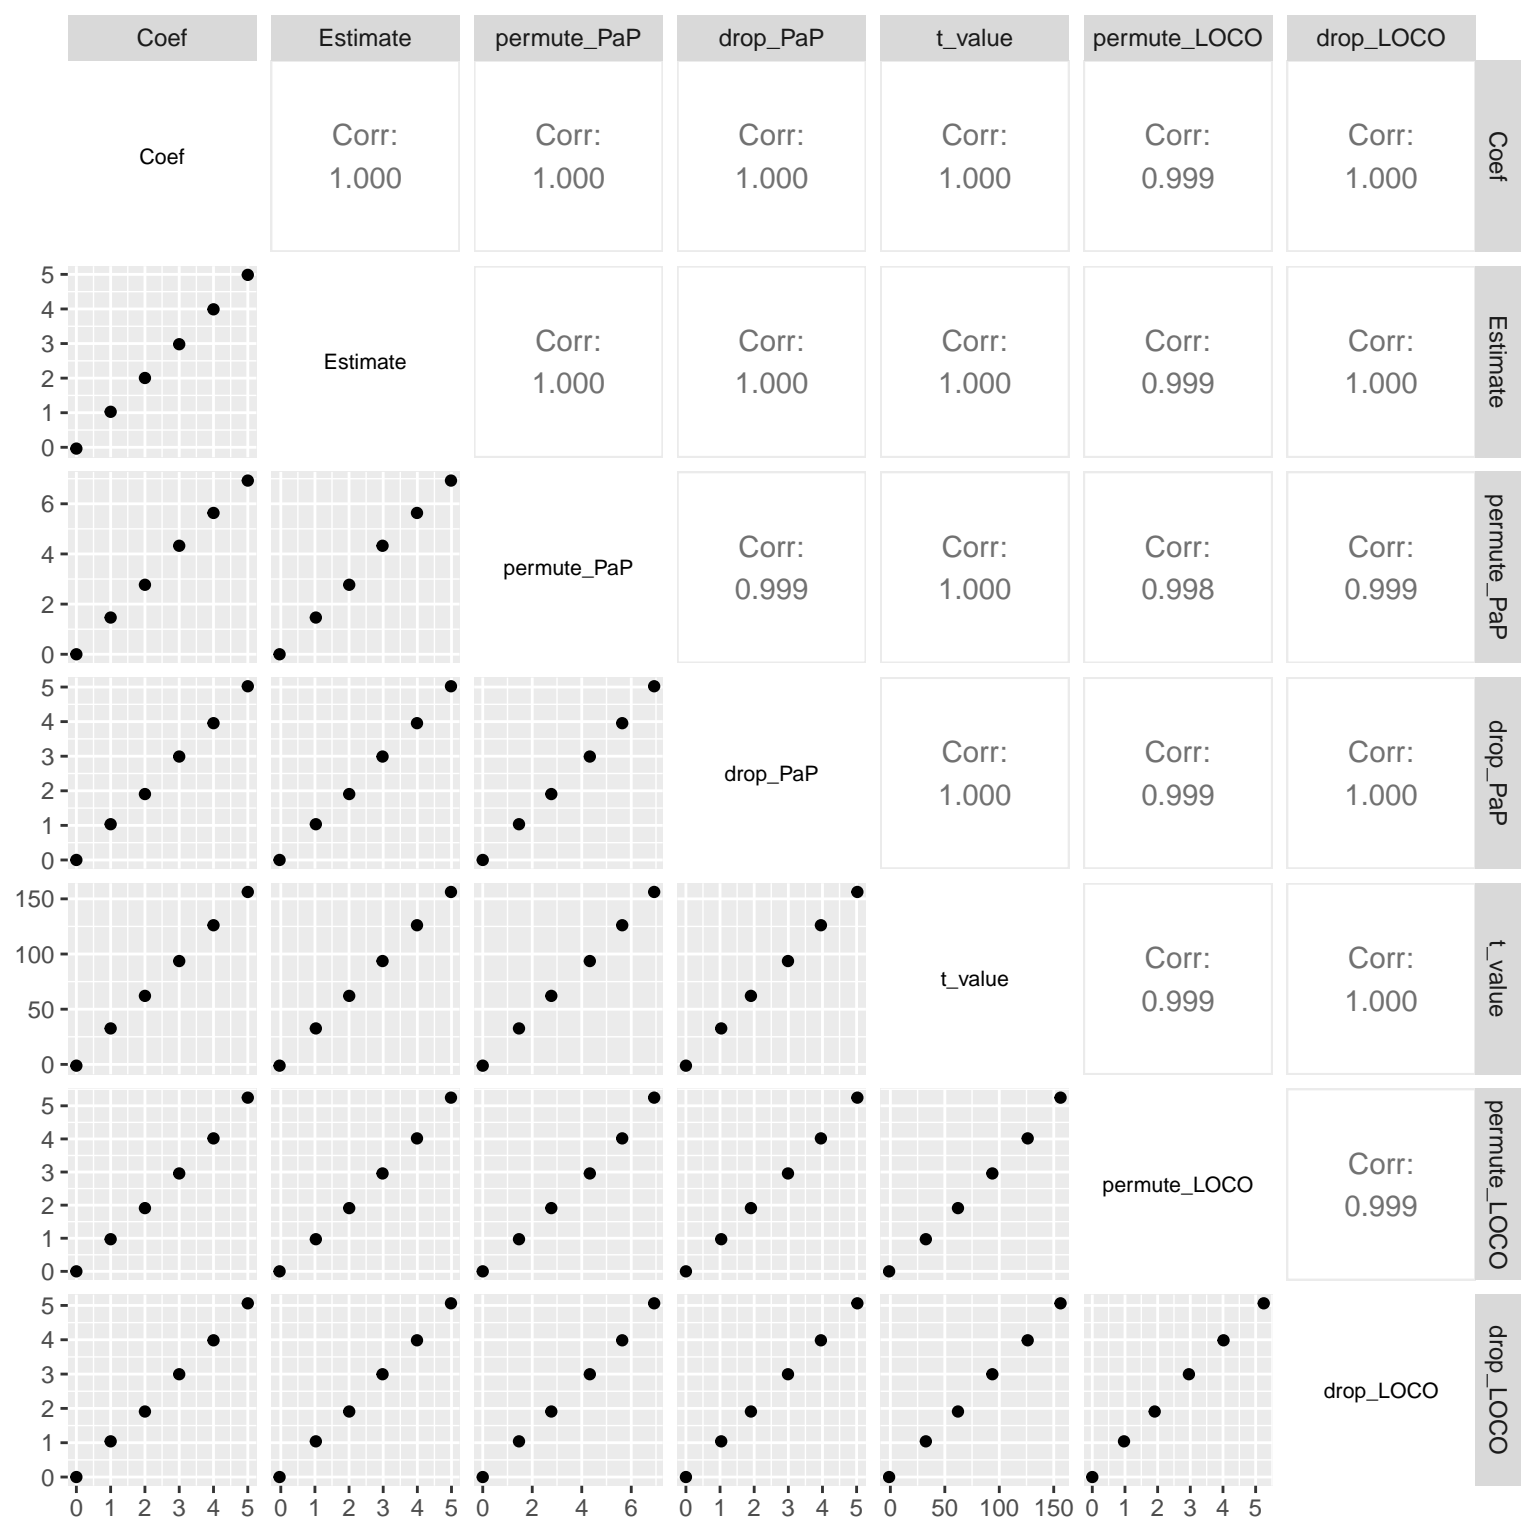 Coef Estimate permute_PaP drop_PaP t_value permute_LOCO drop_LOCO
Coef
Corr: Corr: Corr: Corr: Corr: Corr:
1.000 1.000 1.000 1.000 0.999 1.000
Coef
5
4
3
2
1
0
Estimate
Corr: Corr: Corr: Corr: Corr:
1.000 1.000 1.000 0.999 1.000
Estimate
6
4
2
0
permute_PaP
Corr: Corr: Corr: Corr:
0.999 1.000 0.998 0.999
permute_PaP
5
4
3
2
1
0
drop_PaP
Corr: Corr: Corr:
1.000 0.999 1.000
drop_PaP
150
100
50
0
t_value
Corr: Corr:
0.999 1.000
t_value
5
4
3
2
1
0
permute_LOCO
Corr:
0.999
permute_LOCO
5
4
3
2
1
0
drop_LOCO
drop_LOCO
0 1 2 3 4 5 0 1 2 3 4 5 0 2 4 6 0 1 2 3 4 5 0 50 100 150 0 1 2 3 4 5